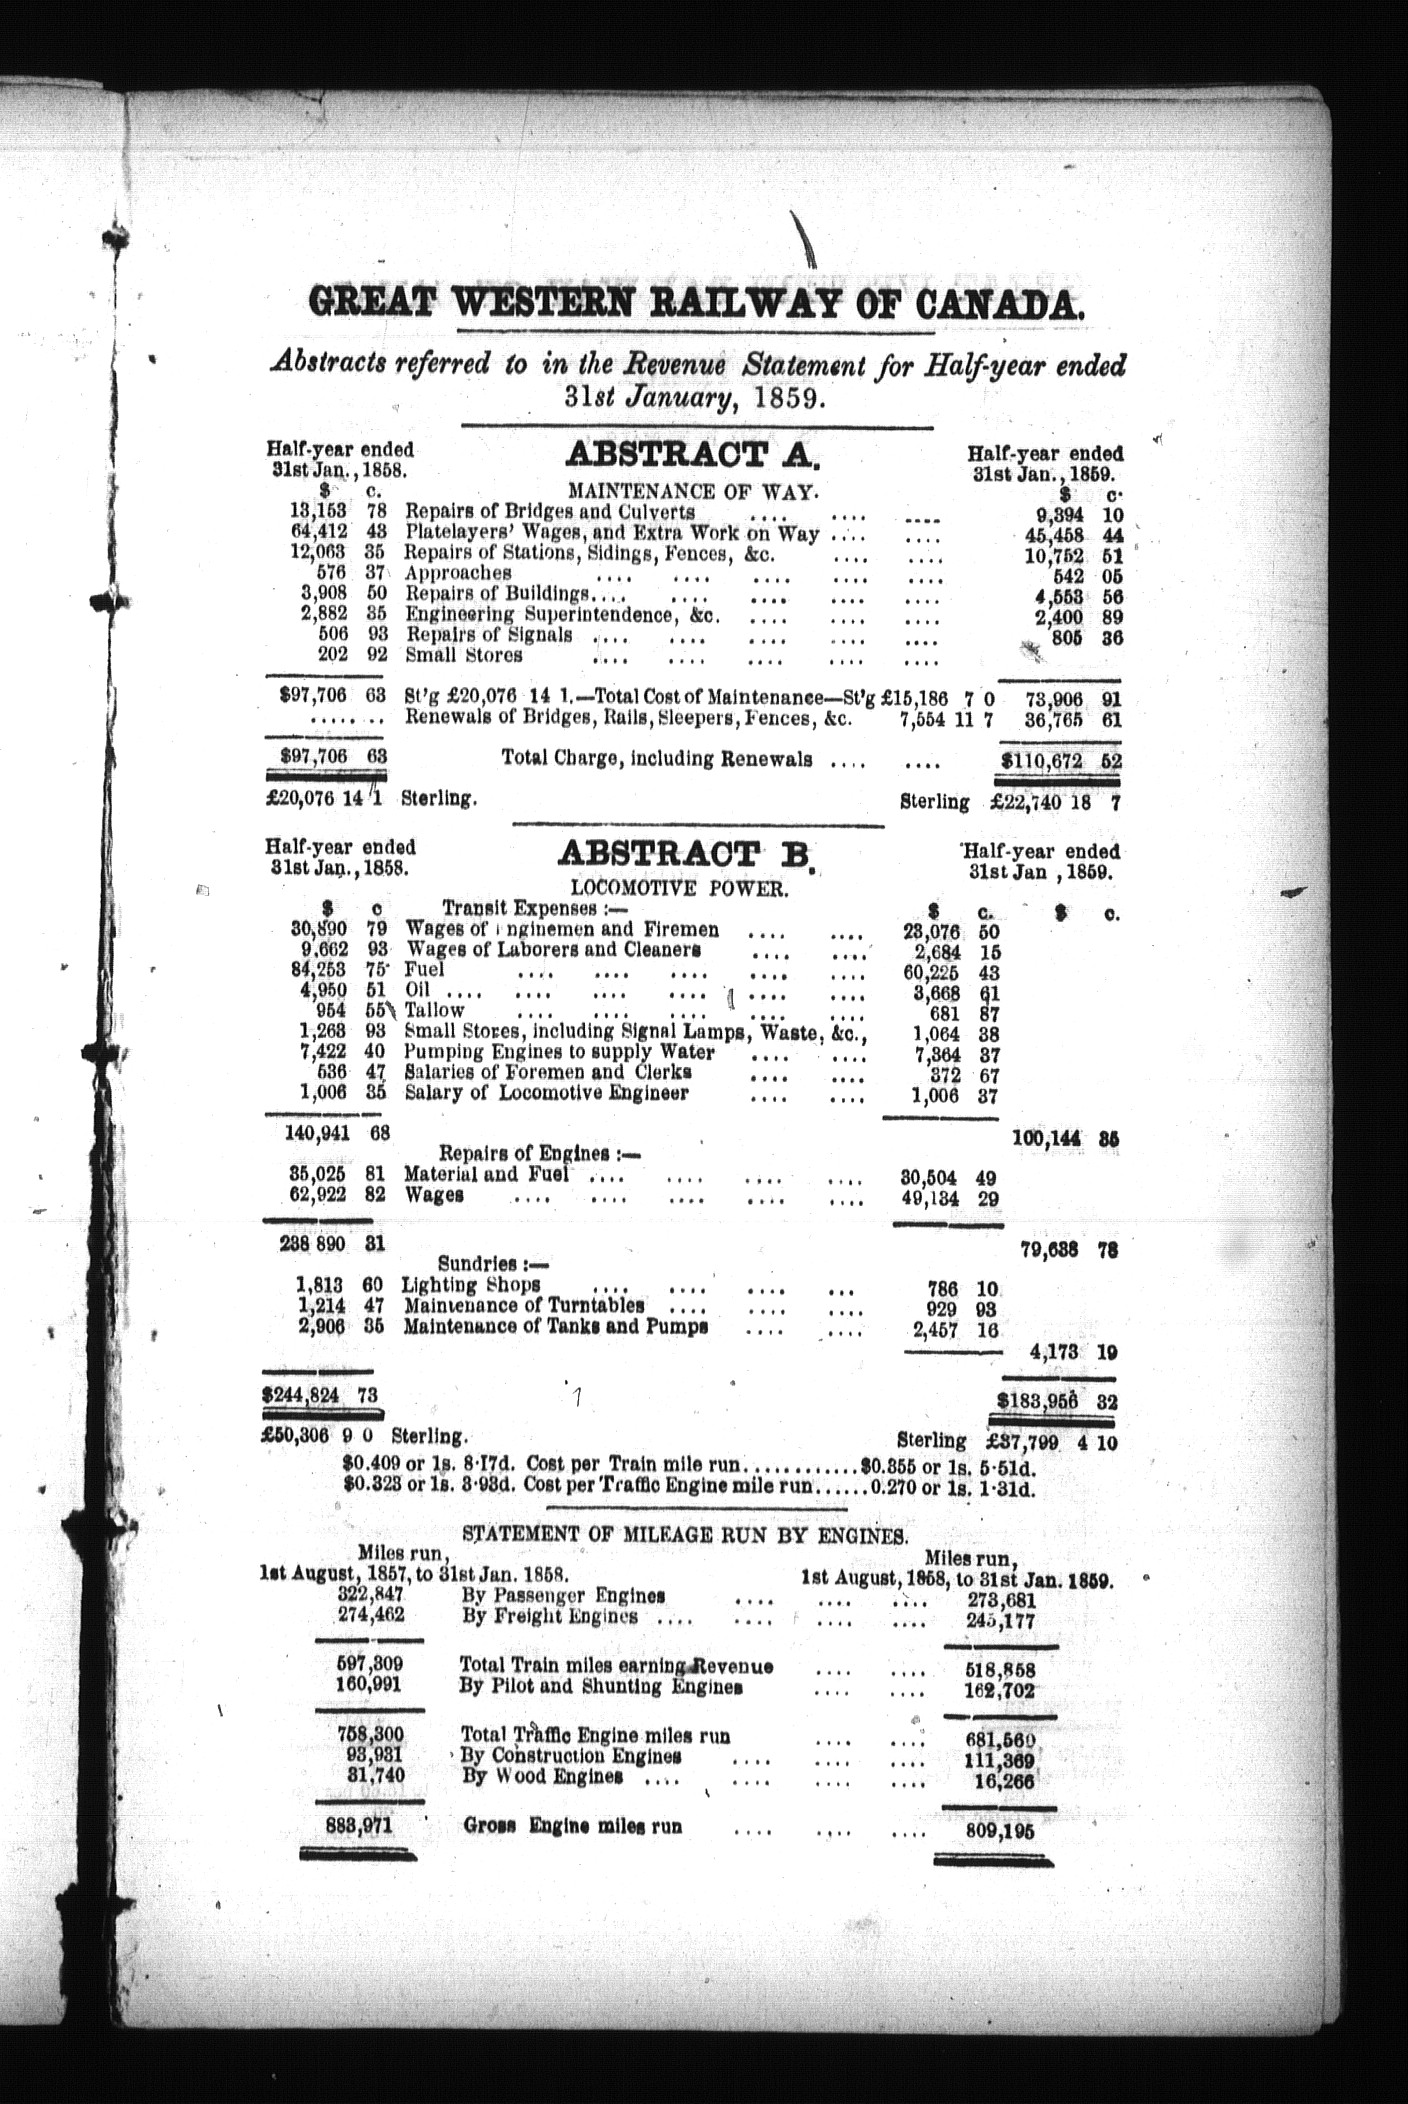 GREAT WESTERN RAILWAY OF CANADA.
Abstracts referred to in the Revenue Statement for Half-year ended
31st January, 1859.
Half-year ended ABSTRACT A. Half-year ended
31st Jan., 1858. 31st Jan., 1859.
$ c. MAINTENANCE OF WAY. $ c.
13,153 78 Repairs of Bridges and Culverts .... .... .... 9,394 10
64,412 43 Platelayers' Wages, and Extra Work on Way .... .... 45,458 44
12,063 35 Repairs of Stations, Sidings, Fences, &c. .... .... 10,752 51
576 37 Approaches .... .... .... .... .... 542 05
3,908 50 Repairs of Buildings.... .... .... .... .... 4,553 56
2,882 35 Engineering Superintendence, &c. .... .... .... 2,400 89
506 93 Repairs of Signals .... .... .... .... .... 805 36
202 92 Small Stores .... .... .... .... ....
$97,706 63 St'g £20,076 14 1.—Total Cost of Maintenance—St'g £15,186 7 0 73,906 91
....... .. Renewals of Bridges, Rails, Sleepers, Fences, &c. 7,554 11 7 36,765 61
$97,706 63 Total Charge, including Renewals .... .... $110,672 52
£20,076 14 1 Sterling. Sterling £22,740 18 7
Half-year ended ABSTRACT B. Half-year ended
31st Jan., 1858. 31st Jan , 1859.
LOCOMOTIVE POWER.
$ c Transit Expenses :— $ c. $ c.
30,890 79 Wages of nginemen and Firemen .... .... 23,076 50
9,662 93 Wages of Laborers and Cleaners .... .... 2,684 15
84,253 75 Fuel .... .... .... .... .... 60,225 43
4,950 51 Oil .... .... .... .... .... .... 3,668 61
954 55 Tallow .... .... .... .... .... 681 87
1,263 93 Small Stores, including Signal Lamps, Waste, &c., 1,064 38
7,422 40 Pumping Engines to supply Water .... .... 7,364 37
536 47 Salaries of Foremen and Clerks .... .... 372 67
1,006 35 Salary of Locomotive Engineer .... .... 1,006 37
140,941 68 100,144 35
Repairs of Engines :—
35,025 81 Material and Fuel .... .... .... .... 30,504 49
62,922 82 Wages .... .... .... .... .... 49,134 29
238 890 31 79,638 78
Sundries :—
1,813 60 Lighting Shops .... .... .... ... 786 10
1,214 47 Maintenance of Turntables .... .... .... 929 93
2,906 35 Maintenance of Tanks and Pumps .... .... 2,457 16
4,173 19
$244,824 73 $183,956 32
£50,306 9 0 Sterling. Sterling £37,799 4 10
$0.409 or 1s. 8·17d. Cost per Train mile run............$0.355 or 1s. 5·51d.
$0.323 or 1s. 3·93d. Cost per Traffic Engine mile run......0.270 or 1s. 1·31d.
STATEMENT OF MILEAGE RUN BY ENGINES.
Miles run, Miles run,
1st August, 1857, to 31st Jan. 1858. 1st August, 1858, to 31st Jan. 1859.
322,847 By Passenger Engines .... .... .... 273,681
274,462 By Freight Engines .... .... .... .... 245,177
597,309 Total Train miles earning Revenue .... .... 518,858
160,991 By Pilot and Shunting Engines .... .... 162,702
758,300 Total Traffic Engine miles run .... .... 681,560
93,931 By Construction Engines .... .... .... 111,369
31,740 By Wood Engines .... .... .... .... 16,266
883,971 Gross Engine miles run .... .... .... 809,195